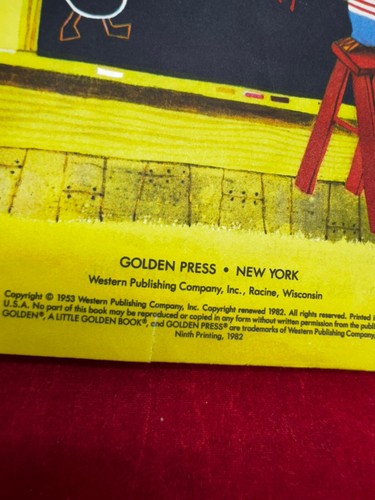 GOLDEN PRESS • NEW YORK
Western Publishing Company, Inc., Racine, Wisconsin
Copyright © 1953 Western Publishing Company, Inc. Copyright renewed 1982. All rights reserved. Printed i
U.S.A. No part of this book may be reproduced or copied in any form without written permission from the publi
GOLDEN®, A LITTLE GOLDEN BOOK®, and GOLDEN PRESS® are trademarks of Western Publishing Company,
Ninth Printing, 1982